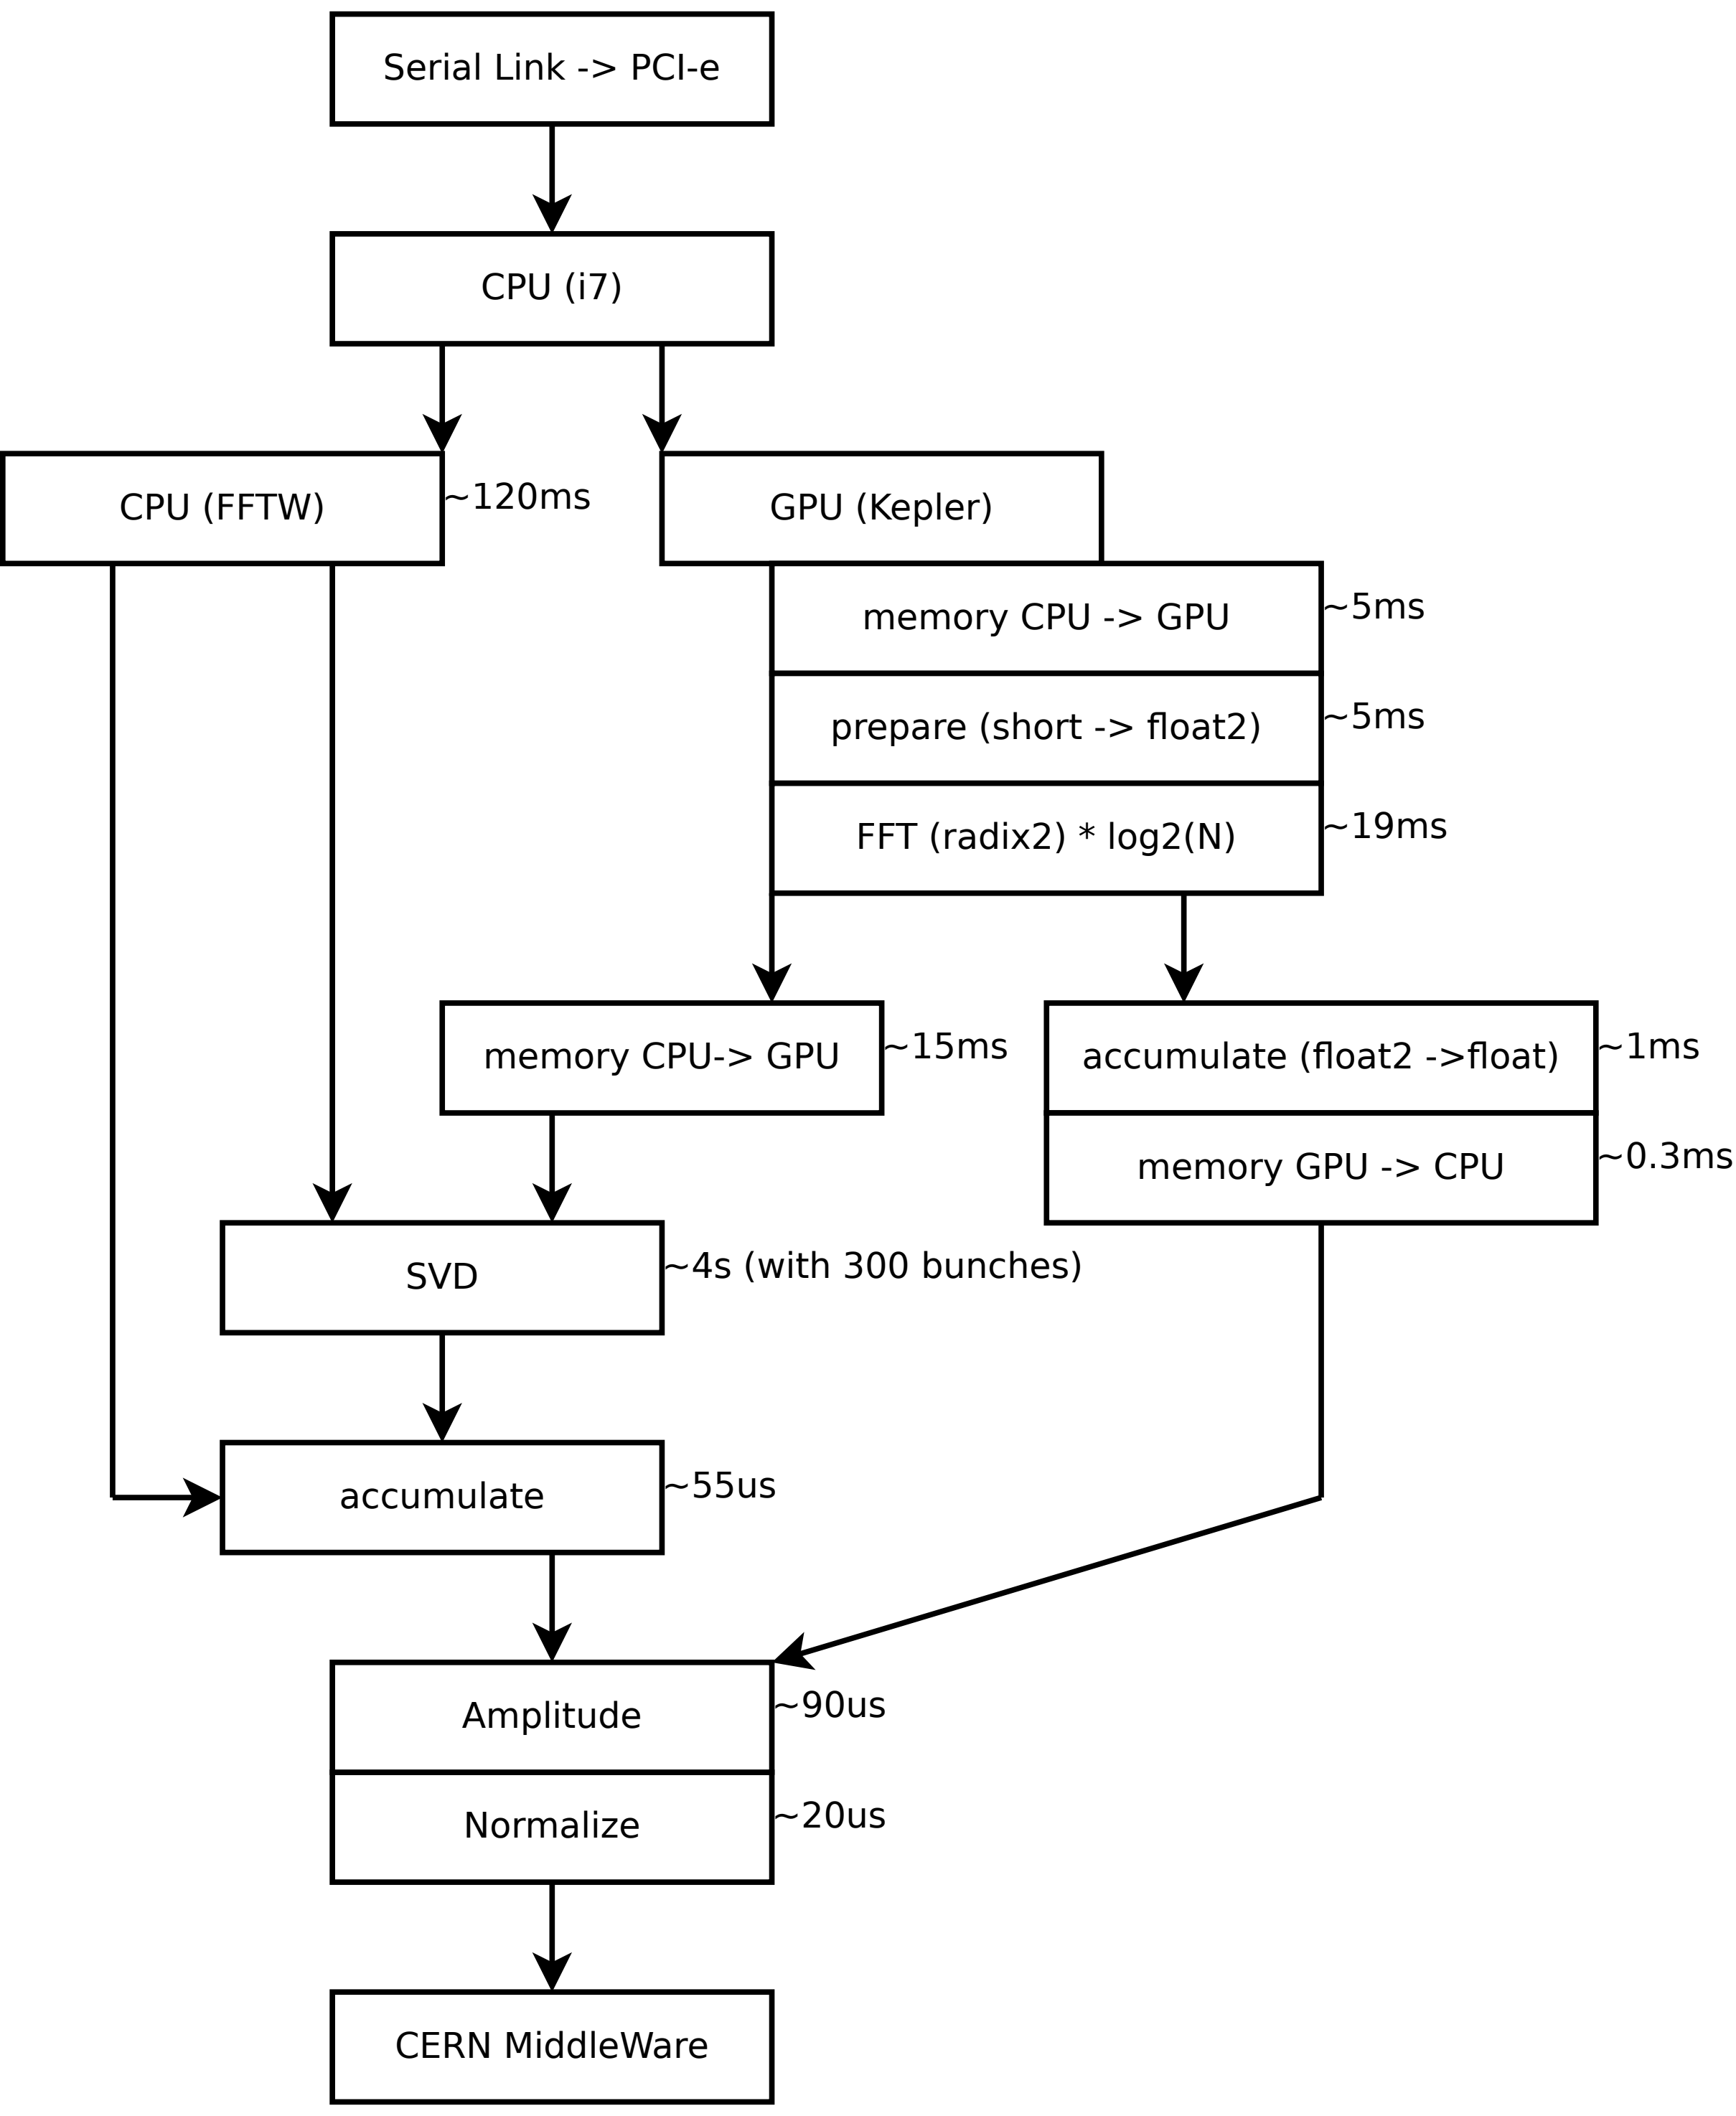 Serial Link -> PCI-e
CPU (i7)
CPU (FFTW)
~120ms
GPU (Kepler)
memory CPU -> GPU
~5ms
prepare (short -> float2)
~5ms
FFT (radix2) * log2(N)
~19ms
memory CPU-> GPU
~15ms
accumulate (float2 ->float)
~1ms
memory GPU -> CPU
~0.3ms
SVD
~4s (with 300 bunches)
accumulate
~55us
Amplitude
~90us
Normalize
~20us
CERN MiddleWare